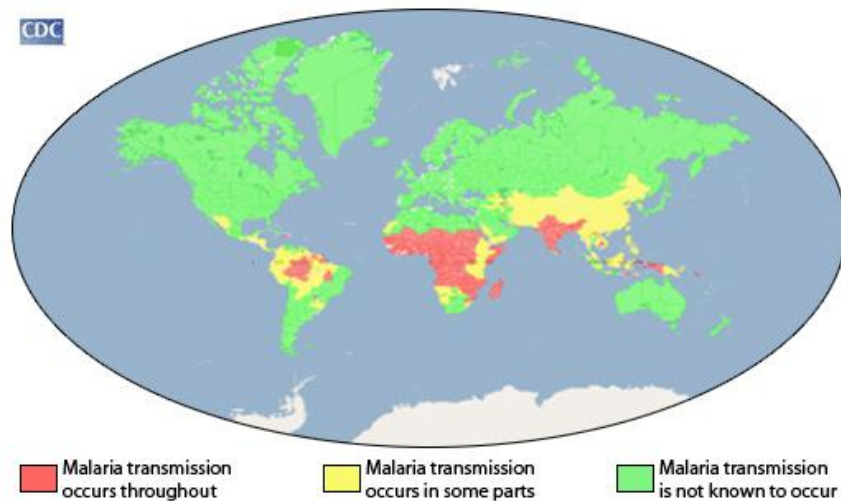 CDC
Malaria transmission
occurs throughout
Malaria transmission
occurs in some parts
Malaria transmission
is not known to occur